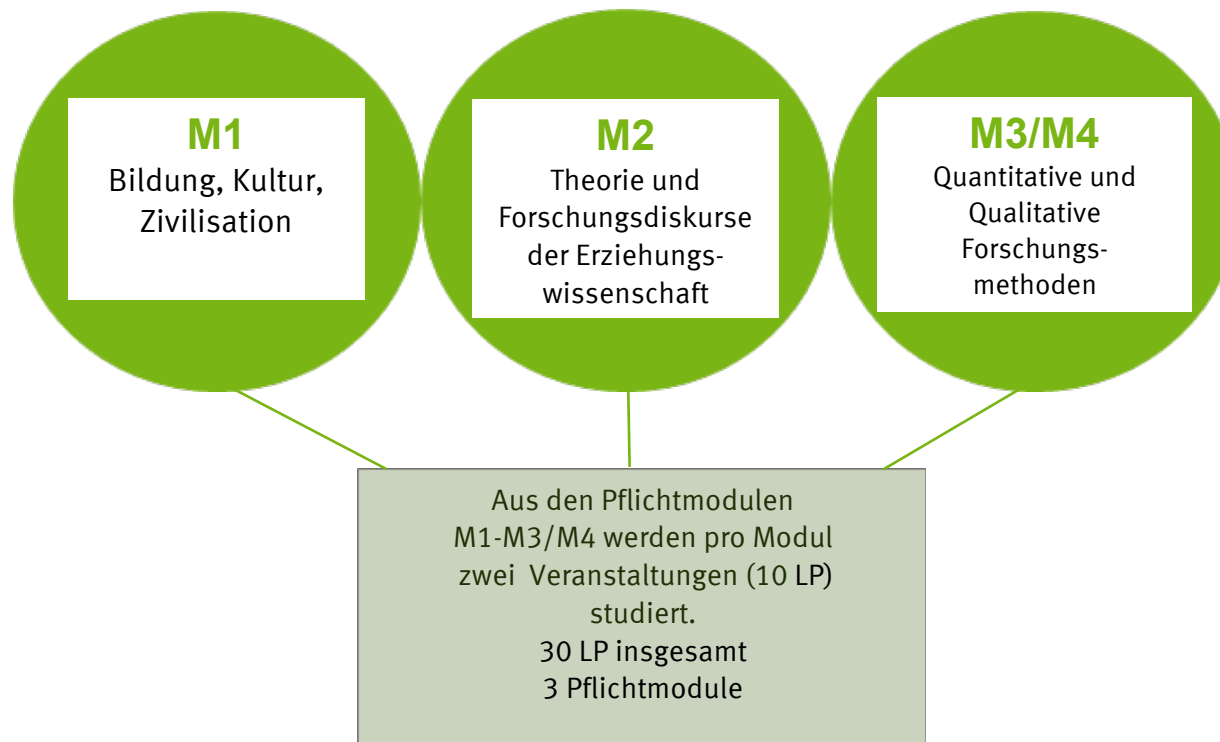 M1
Bildung, Kultur,
Zivilisation
M2
Theorie und
Forschungsdiskurse
der Erziehungs-
wissenschaft
M3/M4
Quantitative und
Qualitative
Forschungs-
methoden
Aus den Pflichtmodulen
M1-M3/M4 werden pro Modul
zwei Veranstaltungen (10 LP)
studiert.
30 LP insgesamt
3 Pflichtmodule